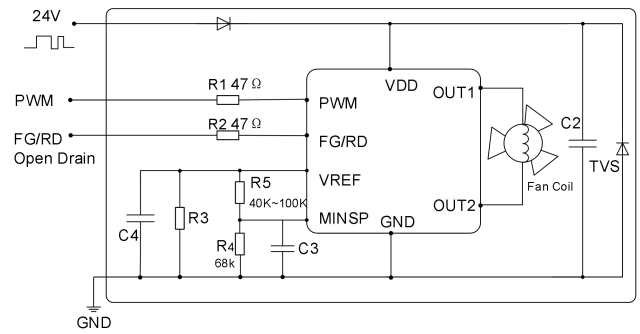 24V
VDD
OUT1
R1 47 Ω
PWM
PWM
C2
R2 47 Ω
FG/RD
Open Drain
FG/RD
TVS
VREF
R5
Fan Coil
40K~100K
R3
MINSP
OUT2
GND
C4
R4
68k
C3
GND